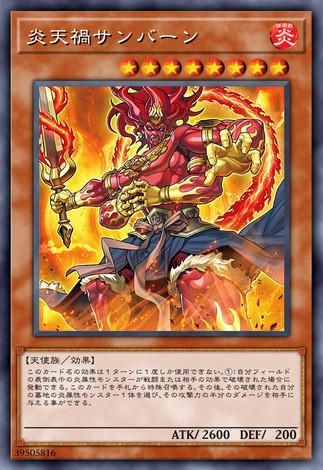 炎天禍サンバーン
ほのお
炎
【天使族／効果】
このカード名の効果は１ターンに１度しか使用できない。①：自分フィールド
の表側表示の炎属性モンスターが戦闘または相手の効果で破壊された場合に
発動できる。このカードを手札から特殊召喚する。その後、その破壊された自分
の墓地の炎属性モンスター１体を選び、その攻撃力の半分のダメージを相手に
与える事ができる。
ATK/ 2600 DEF/ 200
39505816